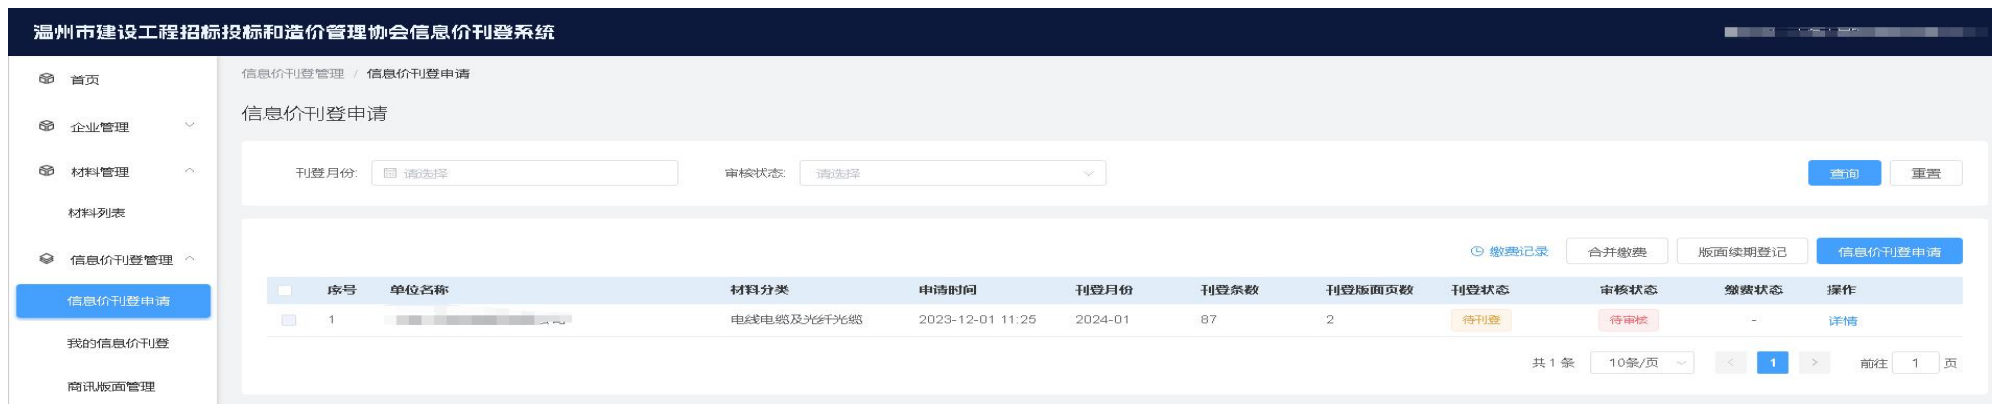 温州市建设工程招标投标和造价管理协会信息价刊登系统
首页
企业管理
材料管理
材料列表
信息价刊登管理
信息价刊登申请
我的信息价刊登
商讯版面管理
信息价刊登管理 / 信息价刊登申请
信息价刊登申请
刊登月份: 请选择 审核状态: 请选择 查询 重置
缴费记录 合并缴费 版面续期登记 信息价刊登申请
序号 单位名称 材料分类 申请时间 刊登月份 刊登条数 刊登版面页数 刊登状态 审核状态 缴费状态 操作
1 电线电缆及光纤光缆 2023-12-01 11:25 2024-01 87 2 待刊登 待审核 - 详情
共 1 条 10条/页 < 1 > 前往 1 页